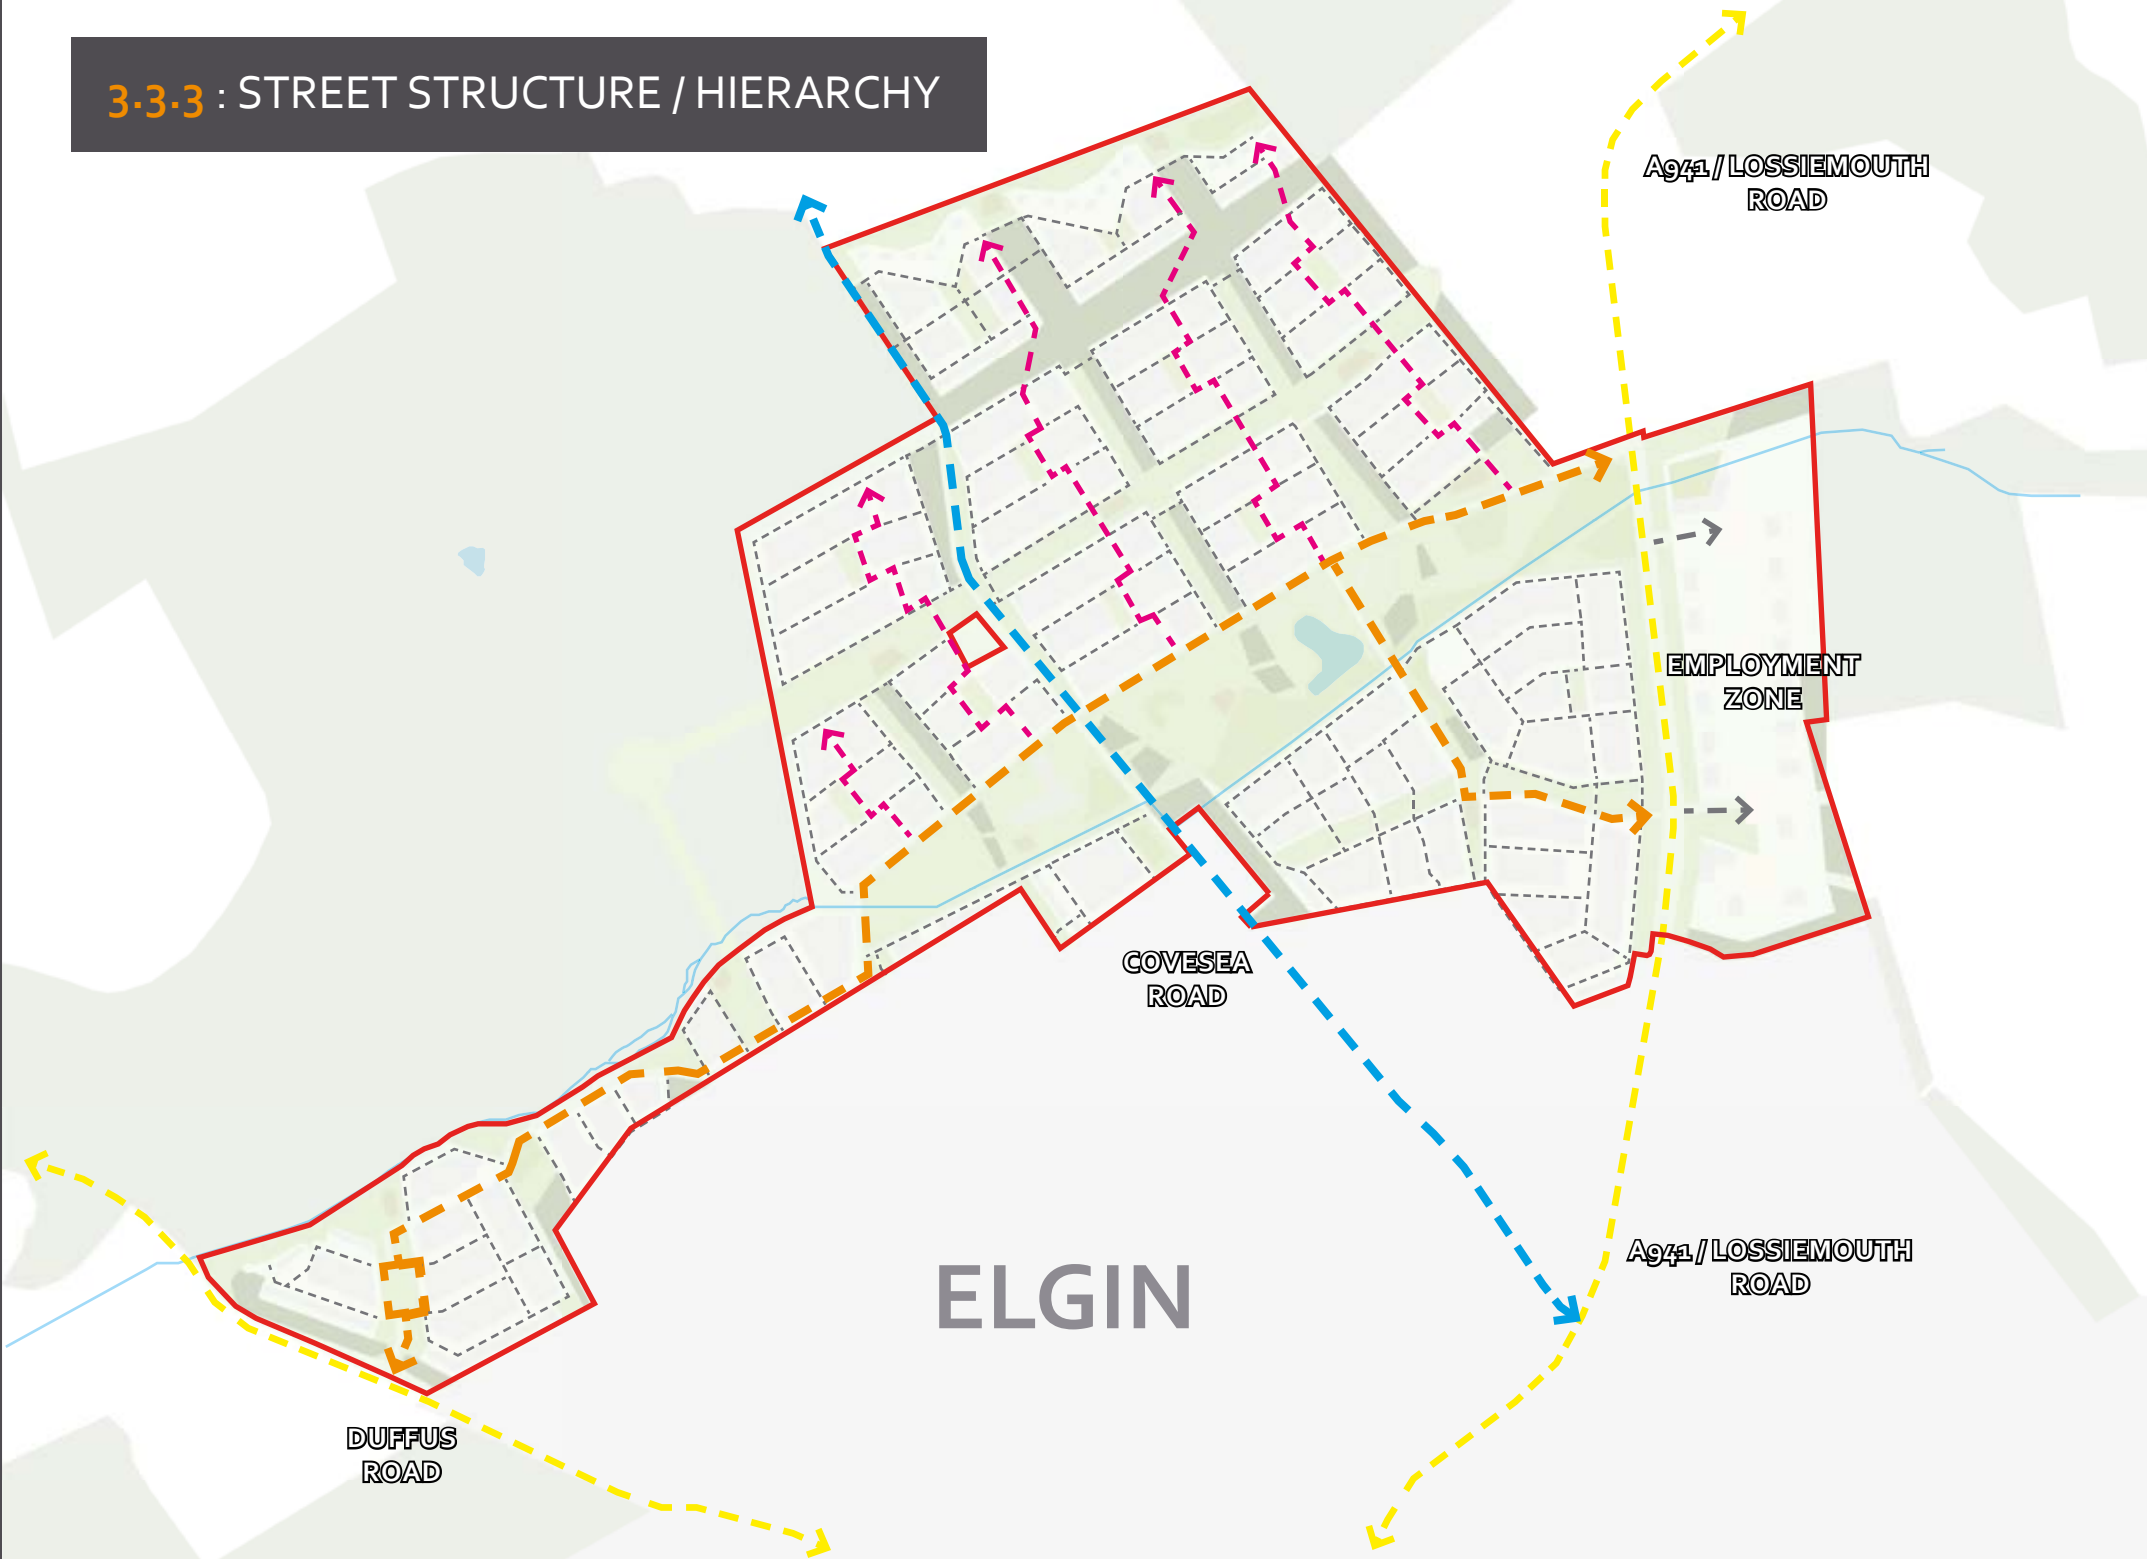 3.3.3 : STREET STRUCTURE / HIERARCHY
A941 / LOSSIEMOUTH
ROAD
EMPLOYMENT
ZONE
COVESEA
ROAD
A941 / LOSSIEMOUTH
ROAD
ELGIN
DUFFUS
ROAD